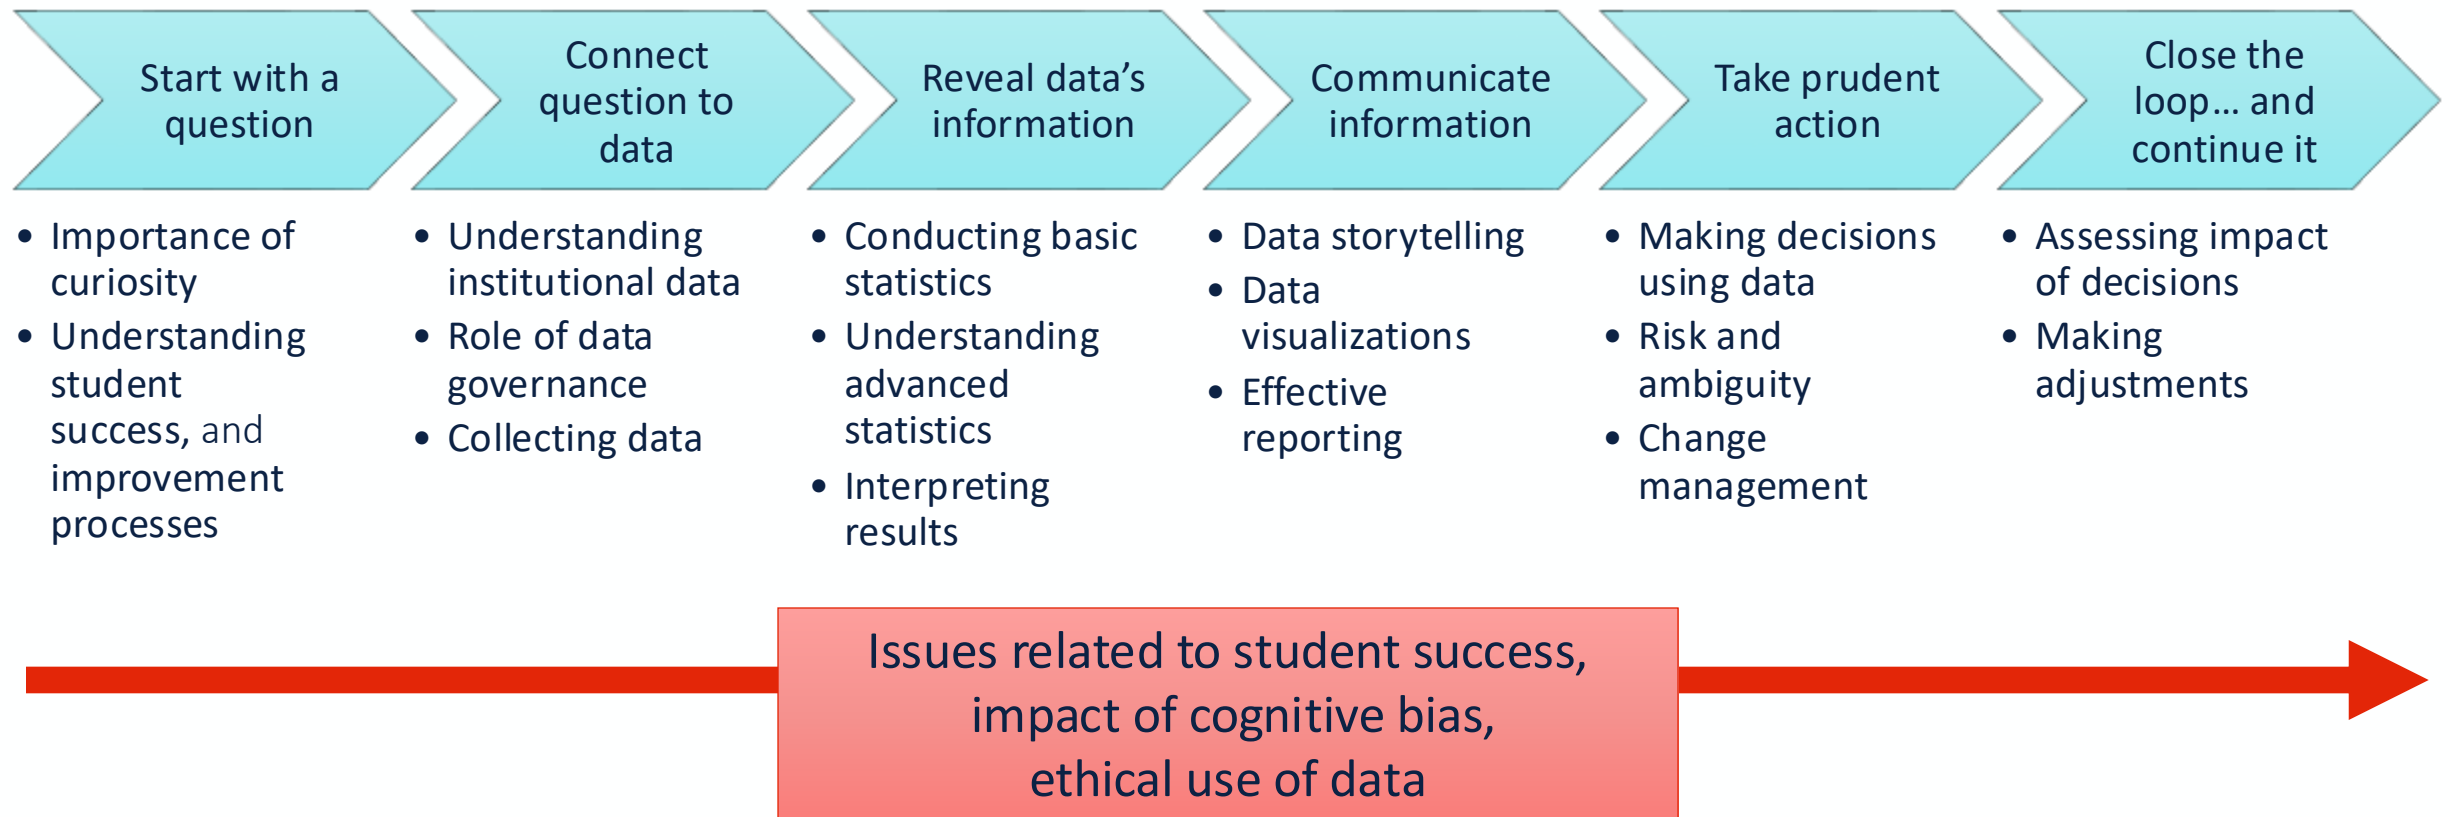 Start with a
question
Connect
question to
data
Reveal data’s
information
Communicate
information
Take prudent
action
Close the
loop... and
continue it
• Importance of
curiosity
• Understanding
student
success, and
improvement
processes
• Understanding
institutional data
• Role of data
governance
• Collecting data
• Conducting basic
statistics
• Understanding
advanced
statistics
• Interpreting
results
• Data storytelling
• Data
visualizations
• Effective
reporting
• Making decisions
using data
• Risk and
ambiguity
• Change
management
• Assessing impact
of decisions
• Making
adjustments
Issues related to student success,
impact of cognitive bias,
ethical use of data